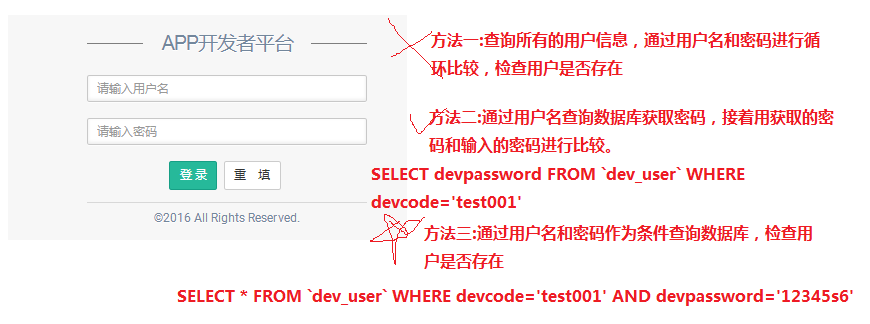 APP开发者平台
请输入用户名
请输入密码
登录
重 填
©2016 All Rights Reserved.
方法一:查询所有的用户信息，通过用户名和密码进行循
环比较，检查用户是否存在
方法二:通过用户名查询数据库获取密码，接着用获取的密
码和输入的密码进行比较。
SELECT devpassword FROM `dev_user` WHERE
devcode='test001'
方法三:通过用户名和密码作为条件查询数据库，检查用
户是否存在
SELECT * FROM `dev_user` WHERE devcode='test001' AND devpassword='12345s6'